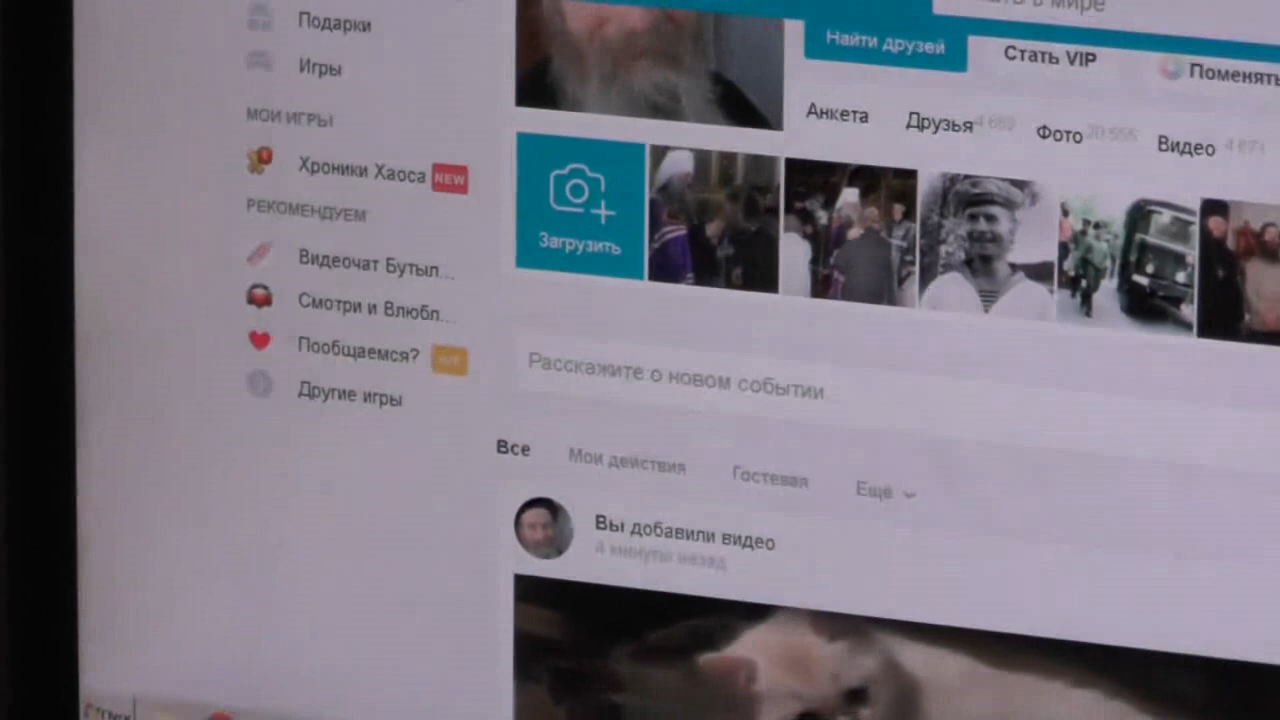 Подарки
Игры
МОИ ИГРЫ
Хроники Хаоса NEW
РЕКОМЕНДУЕМ
Видеочат Бутыл...
Смотри и Влюбл...
Пообщаемся?
Другие игры
в мире
Найти друзей
Стать VIP
Поменять
Анкета
Друзья
Фото
Видео
Загрузить
Расскажите о новом событии
Все
Мои действия
Гостевая
Ещё
Вы добавили видео
4 минуты назад